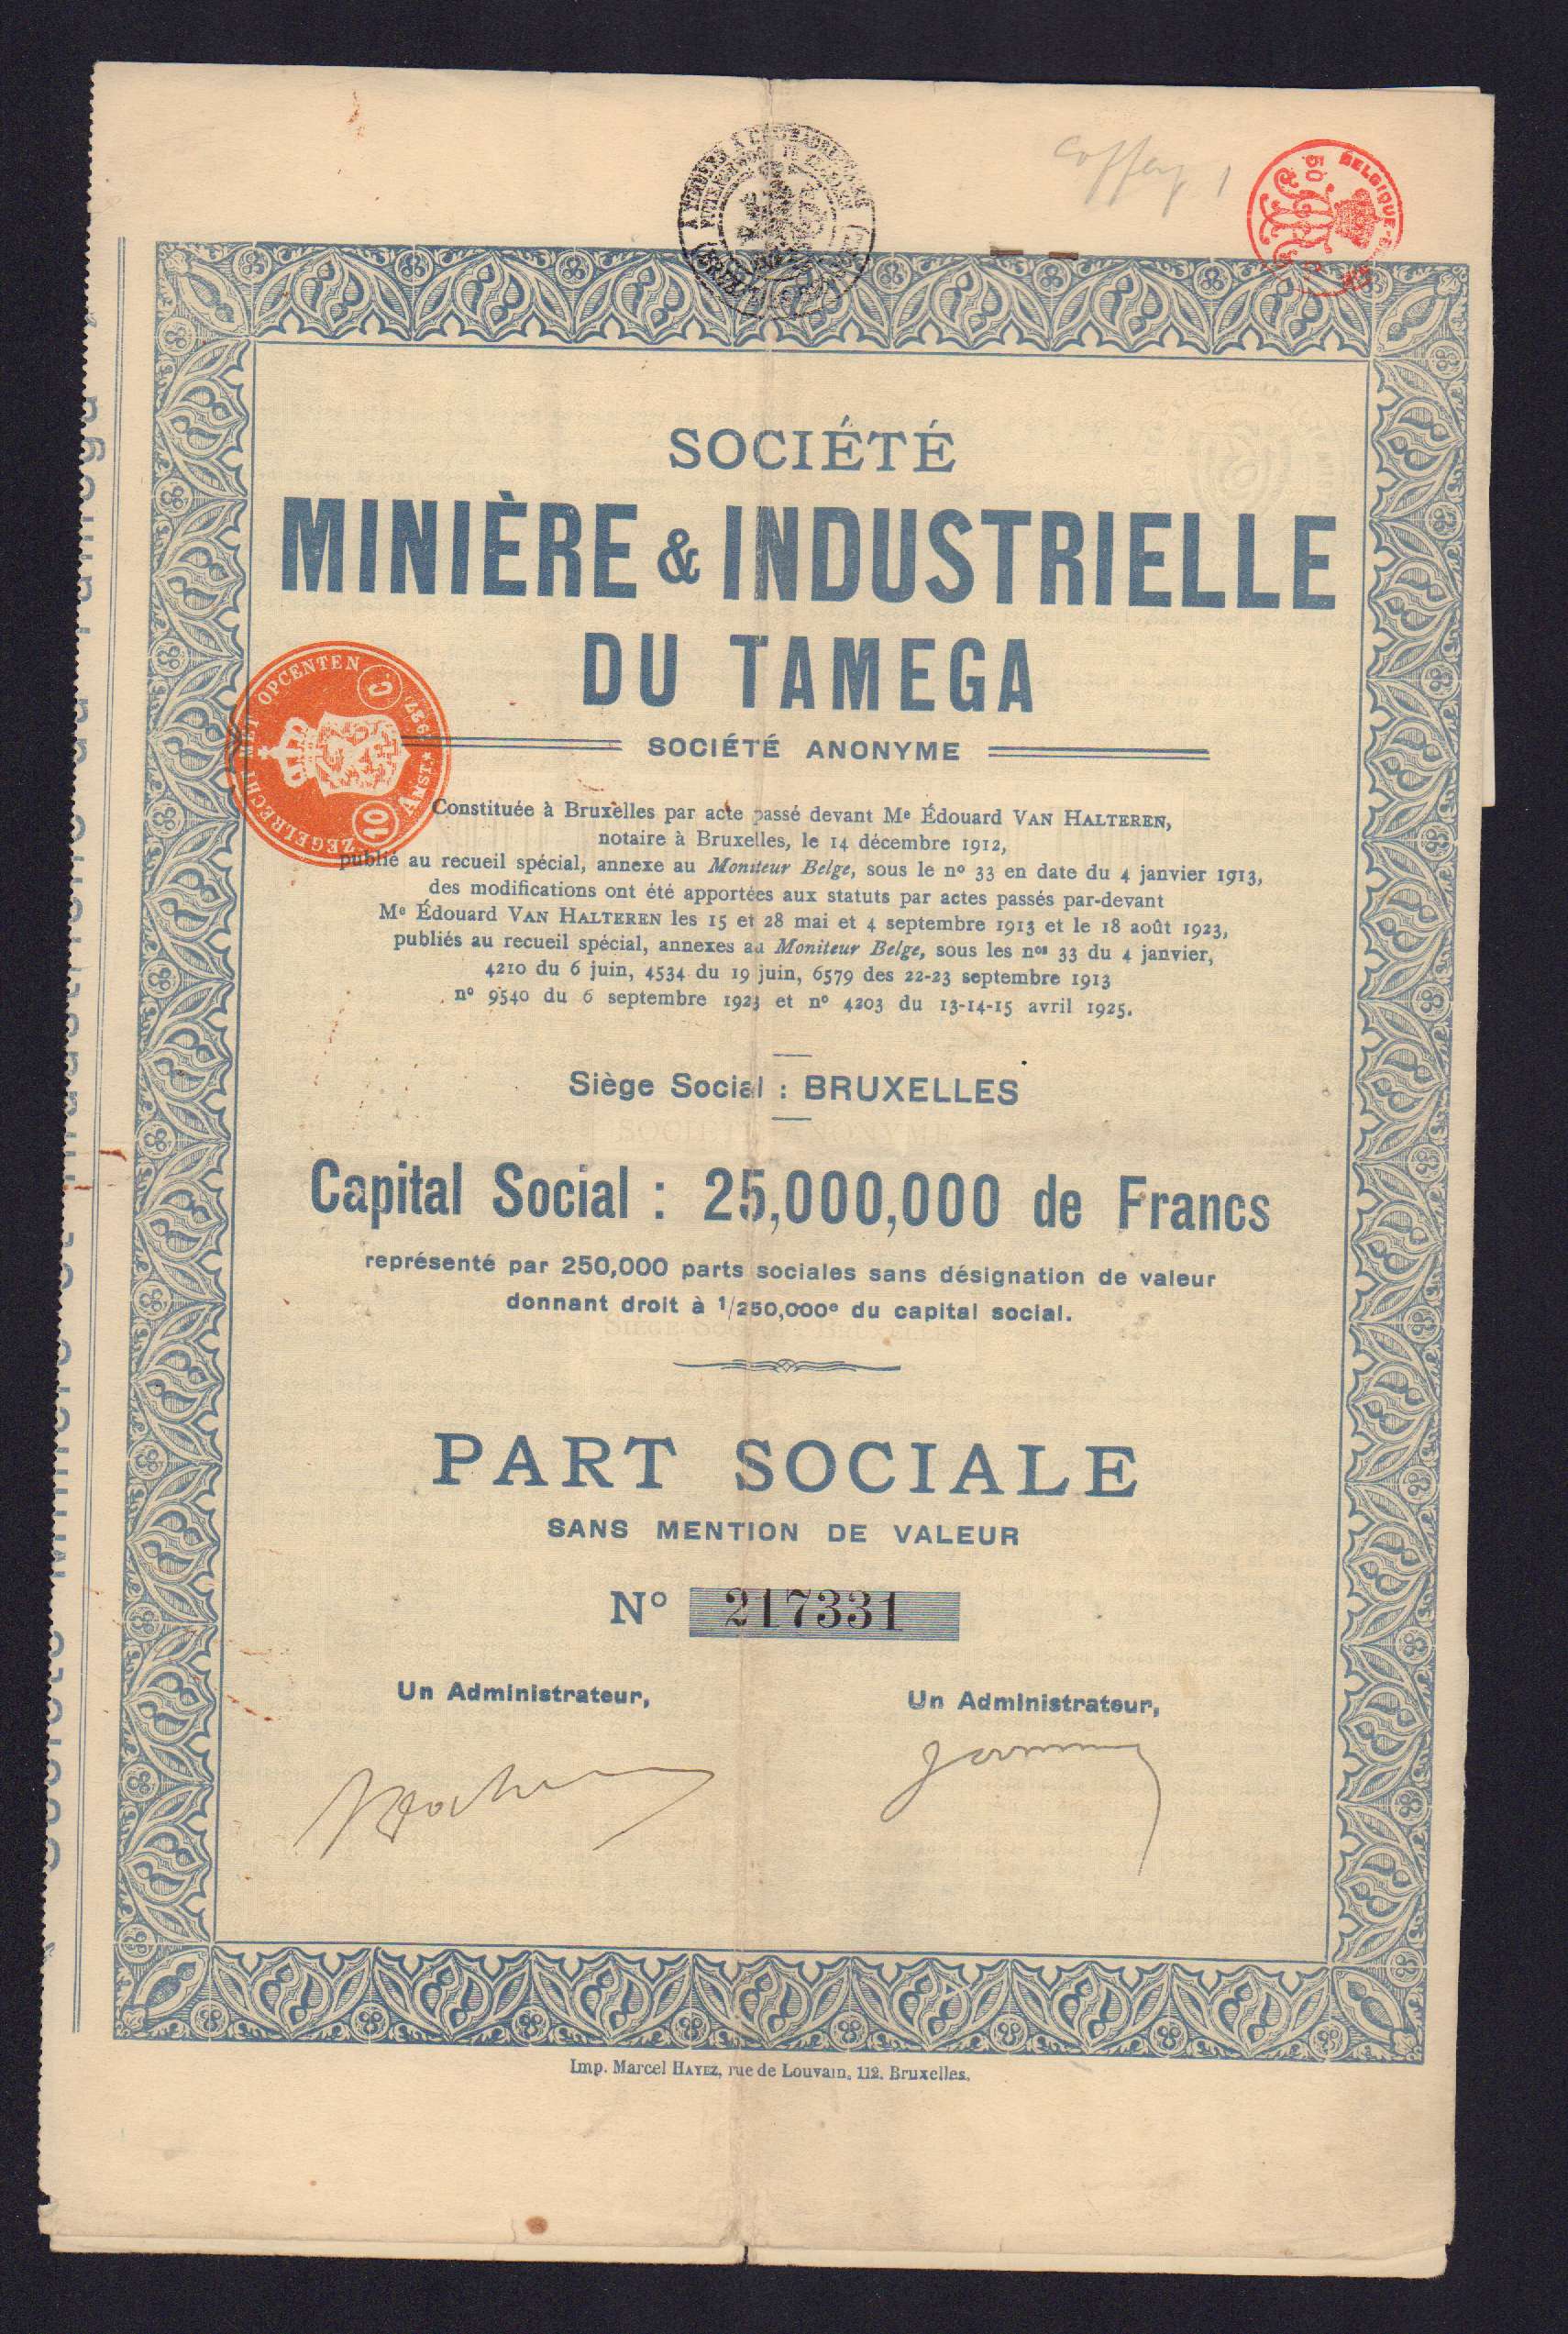 BELGIQUE
50
SOCIÉTÉ
MINIÈRE & INDUSTRIELLE
DU TAMEGA
SOCIÉTÉ ANONYME
ZEGELRECHT MET OPCENTEN
AMST.
10
Constituée à Bruxelles par acte passé devant Me Édouard VAN HALTEREN,
notaire à Bruxelles, le 14 décembre 1912,
publié au recueil spécial, annexe au Moniteur Belge, sous le no 33 en date du 4 janvier 1913,
des modifications ont été apportées aux statuts par actes passés par-devant
Me Édouard VAN HALTEREN les 15 et 28 mai et 4 septembre 1913 et le 18 août 1923,
publiés au recueil spécial, annexes au Moniteur Belge, sous les nos 33 du 4 janvier,
4210 du 6 juin, 4534 du 19 juin, 6579 des 22-23 septembre 1913
no 9540 du 6 septembre 1923 et no 4203 du 13-14-15 avril 1925.
Siège Social : BRUXELLES
Capital Social : 25,000,000 de Francs
représenté par 250,000 parts sociales sans désignation de valeur
donnant droit à 1/250,000e du capital social.
PART SOCIALE
SANS MENTION DE VALEUR
No 217331
Un Administrateur,
Un Administrateur,
Imp. Marcel HAYEZ, rue de Louvain, 112, Bruxelles.